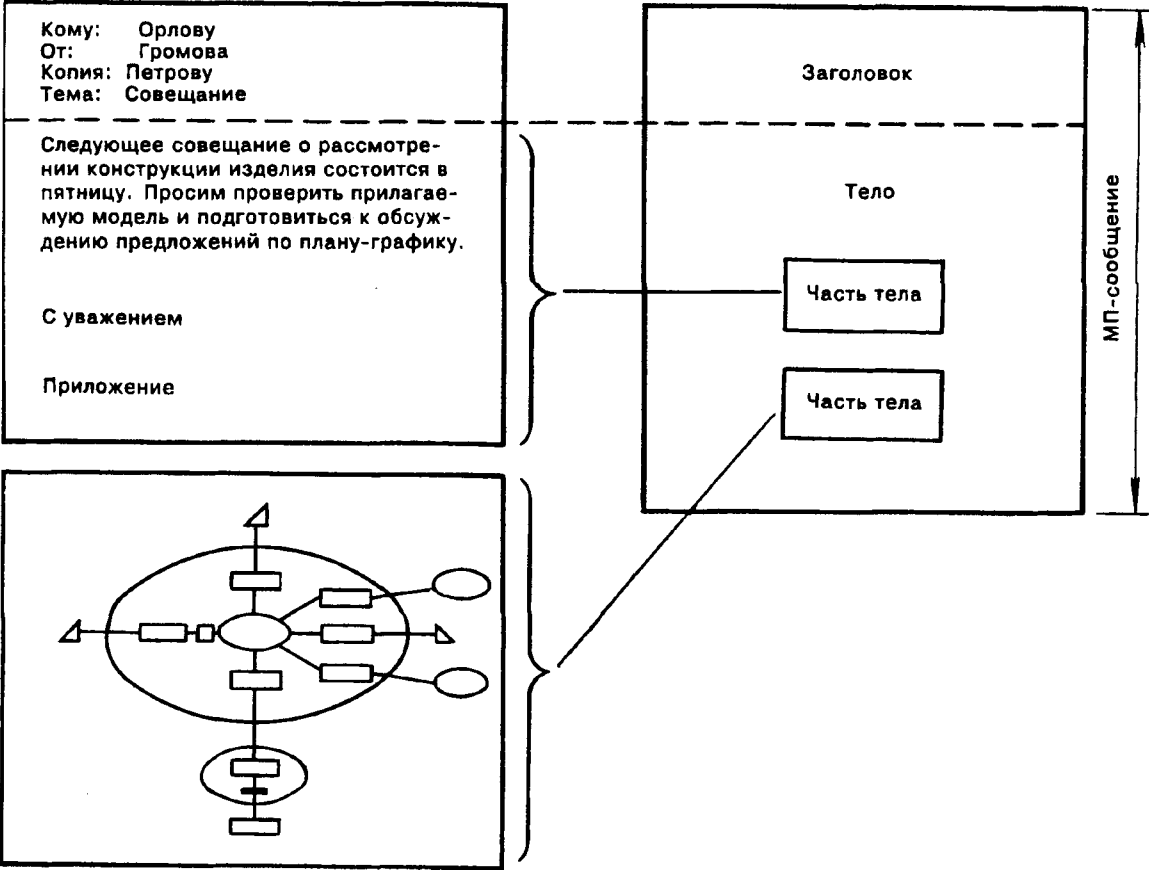 Кому: Орлову
От: Громова
Копия: Петрову
Тема: Совещание
Следующее совещание о рассмотре-
нии конструкции изделия состоится в
пятницу. Просим проверить прилагае-
мую модель и подготовиться к обсуж-
дению предложений по плану-графику.
С уважением
Приложение
Заголовок
Тело
Часть тела
Часть тела
МП-сообщение